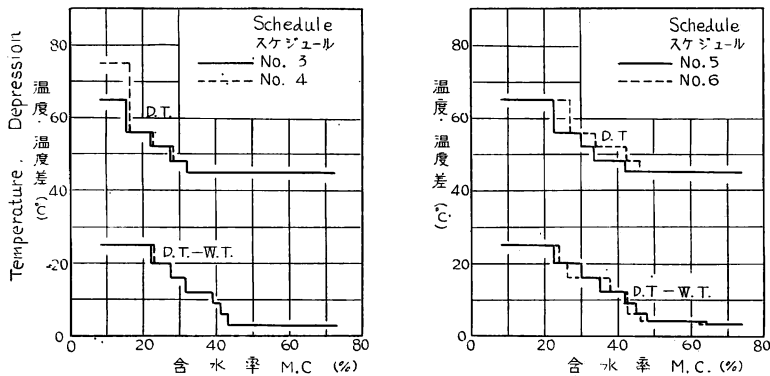 Schedule
スケジュール
No. 3
No. 4
D.T.
D.T.-W.T.
Temperature, Depression
温度・温度差 (℃)
80
60
40
20
0
0 20 40 60 80
含水率 M.C (%)
Schedule
スケジュール
No.5
No.6
D.T
D.T-W.T.
温度・温度差 (℃)
80
60
40
20
0
0 20 40 60 80
含水率 M.C. (%)